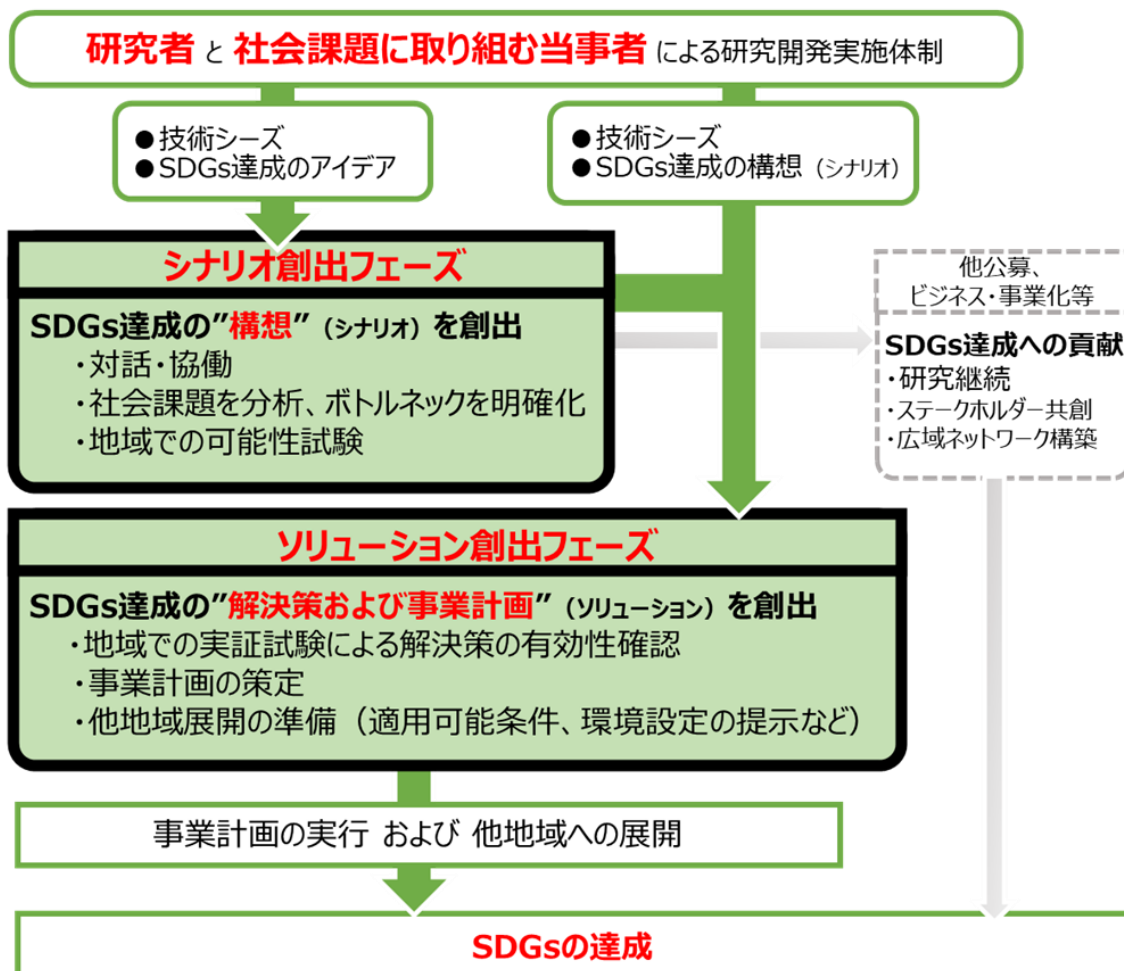 研究者 と 社会課題に取り組む当事者 による研究開発実施体制
●技術シーズ
●SDGs達成のアイデア
●技術シーズ
●SDGs達成の構想（シナリオ）
シナリオ創出フェーズ
SDGs達成の”構想”（シナリオ）を創出
・対話・協働
・社会課題を分析、ボトルネックを明確化
・地域での可能性試験
他公募、
ビジネス・事業化等
SDGs達成への貢献
・研究継続
・ステークホルダー共創
・広域ネットワーク構築
ソリューション創出フェーズ
SDGs達成の”解決策および事業計画”（ソリューション）を創出
・地域での実証試験による解決策の有効性確認
・事業計画の策定
・他地域展開の準備（適用可能条件、環境設定の提示など）
事業計画の実行 および 他地域への展開
SDGsの達成